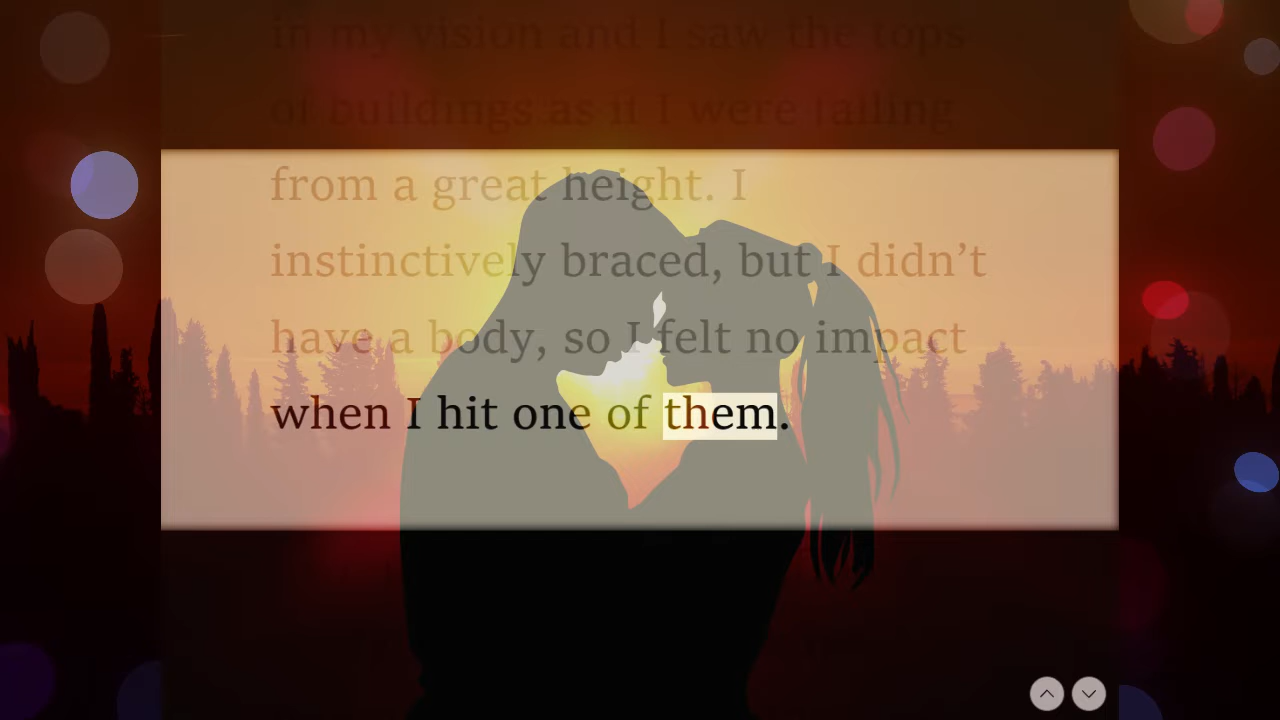 in my vision and I saw the tops
of buildings as if I were falling
from a great height. I
instinctively braced, but I didn’t
have a body, so I felt no impact
when I hit one of them.